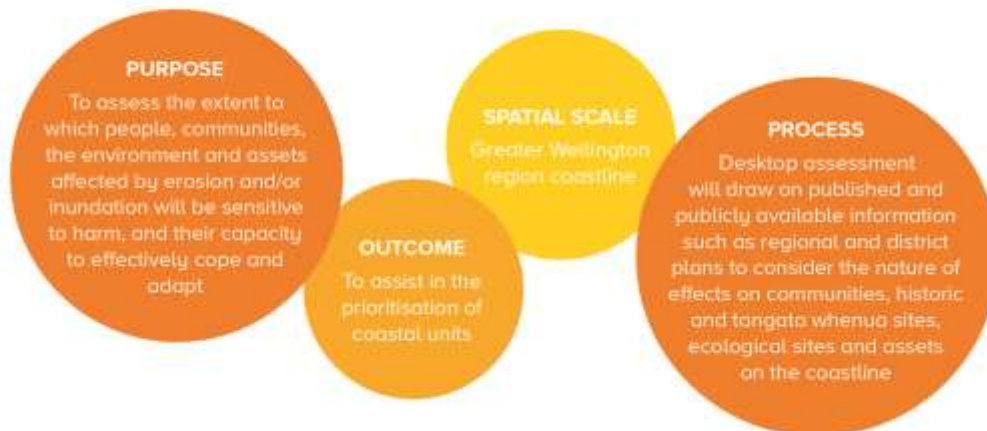 PURPOSE
To assess the extent to
which people, communities,
the environment and assets
affected by erosion and/or
inundation will be sensitive
to harm, and their capacity
to effectively cope and
adapt
OUTCOME
To assist in the
prioritisation of
coastal units
SPATIAL SCALE
Greater Wellington
region coastline
PROCESS
Desktop assessment
will draw on published and
publicly available information
such as regional and district
plans to consider the nature of
effects on communities, historic
and tangata whenua sites,
ecological sites and assets
on the coastline